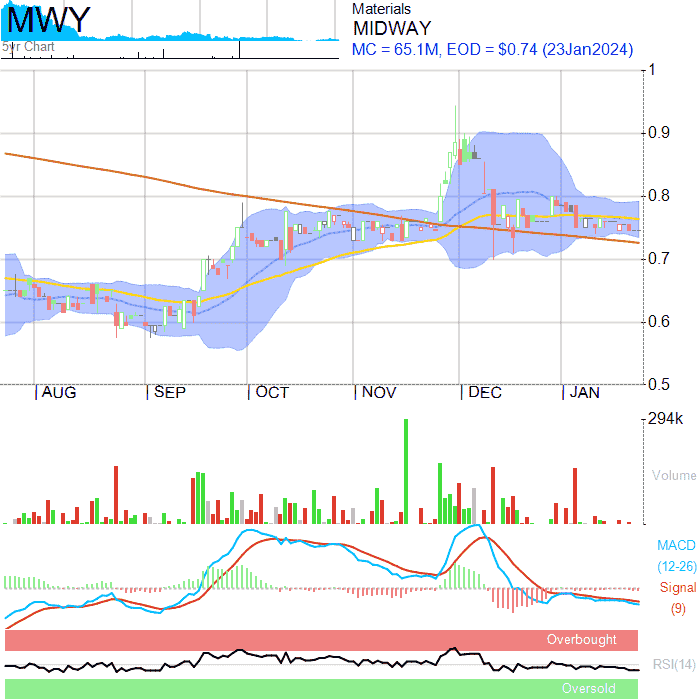 MWY
5yr Chart
Materials
MIDWAY
MC = 65.1M, EOD = $0.74 (23Jan2024)
1
0.9
0.8
0.7
0.6
0.5
AUG SEP OCT NOV DEC JAN
294k
Volume
MACD
(12-26)
Signal
(9)
Overbought
RSI(14)
Oversold